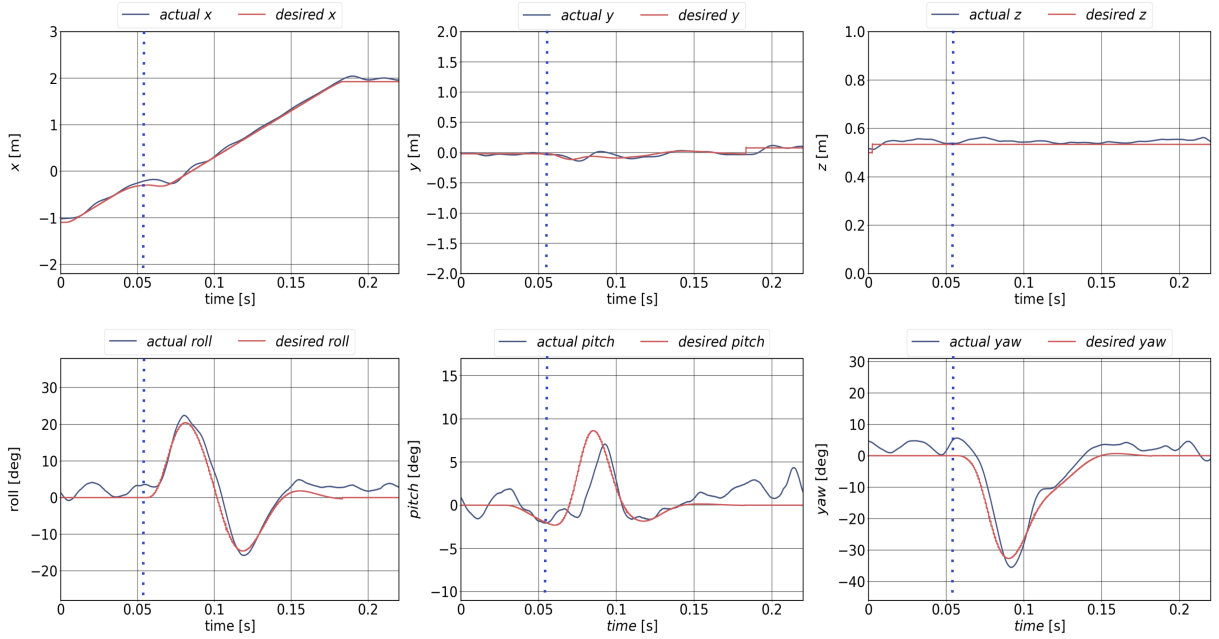 actual x desired x
3
2
1
0
−1
−2
x [m]
0 0.05 0.1 0.15 0.2
time [s]
actual y desired y
2.0
1.5
1.0
0.5
0.0
−0.5
−1.0
−1.5
−2.0
y [m]
0 0.05 0.1 0.15 0.2
time [s]
actual z desired z
1.0
0.8
0.6
0.4
0.2
0.0
z [m]
0 0.05 0.1 0.15 0.2
time [s]
actual roll desired roll
30
20
10
0
−10
−20
roll [deg]
0 0.05 0.1 0.15 0.2
time [s]
actual pitch desired pitch
15
10
5
0
−5
−10
pitch [deg]
0 0.05 0.1 0.15 0.2
time [s]
actual yaw desired yaw
30
20
10
0
−10
−20
−30
−40
yaw [deg]
0 0.05 0.1 0.15 0.2
time [s]